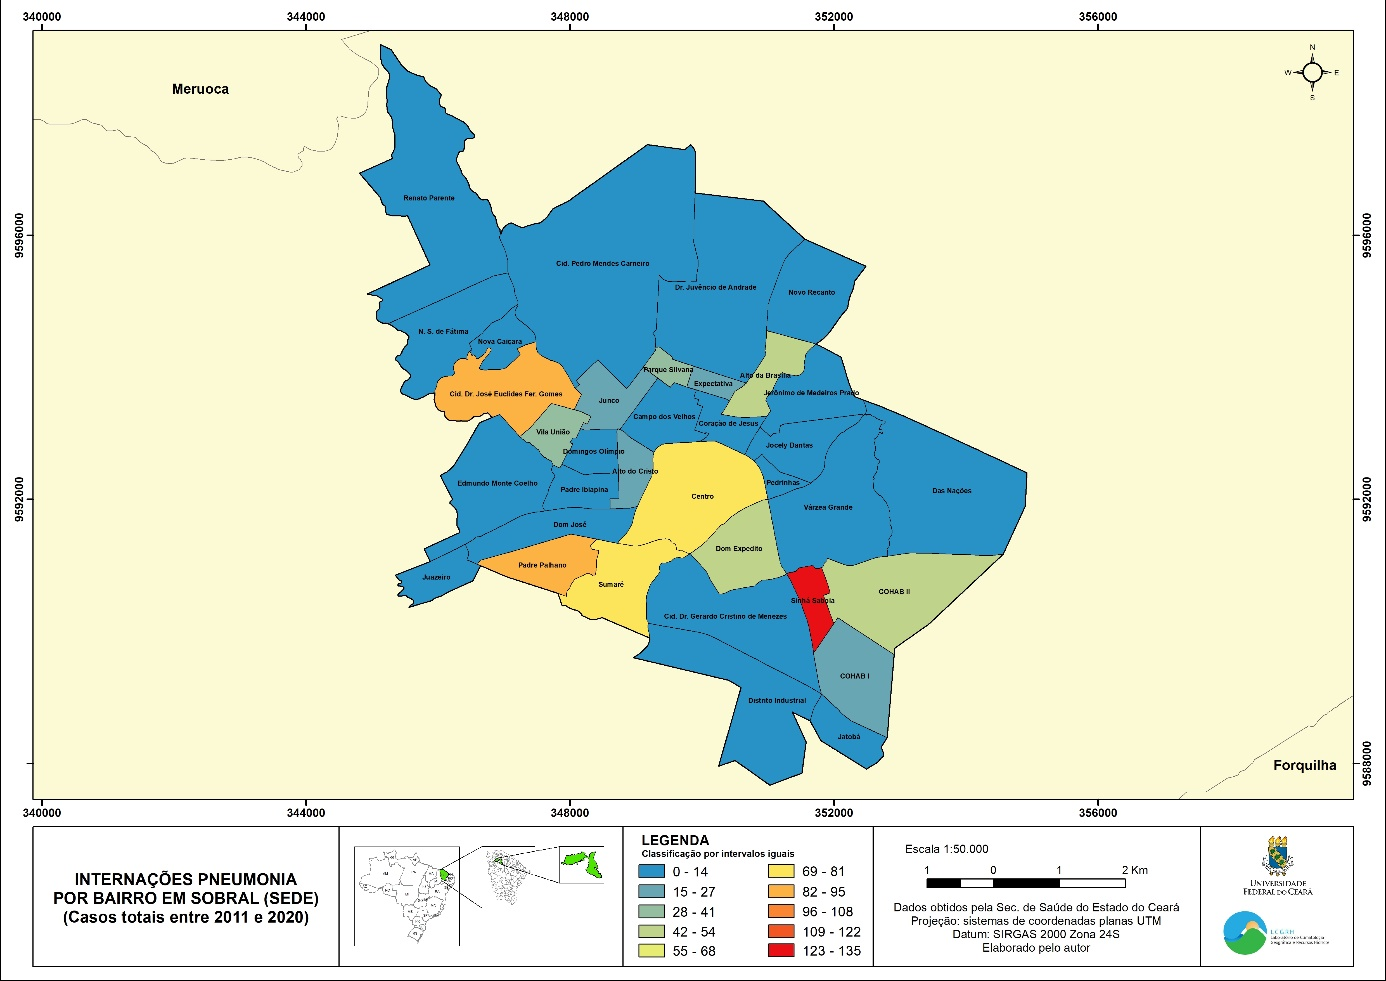 340000
344000
348000
352000
356000
N
W
E
S
Meruoca
Renato Parente
9596000
9596000
Cid. Pedro Mendes Carneiro
Dr. Juvêncio de Andrade
Novo Recanto
N. S. de Fátima
Nova Caiçara
Parque Silvana
Alto da Brasília
Expectativa
Cid. Dr. José Euclides Fer. Gomes
Jerônimo de Medeiros Prado
Junco
Campo dos Velhos
Coração de Jesus
Vila União
Jocely Dantas
Domingos Olímpio
Alto do Cristo
Edmundo Monte Coelho
Pedrinhas
Padre Ibiapina
Das Nações
Centro
9592000
9592000
Várzea Grande
Dom José
Dom Expedito
Padre Palhano
Juazeiro
Sumaré
COHAB II
Sinhá Sabóia
Cid. Dr. Gerardo Cristino de Menezes
COHAB I
Distrito Industrial
Jatobá
9588000
Forquilha
340000
344000
348000
352000
356000
INTERNAÇÕES PNEUMONIA
POR BAIRRO EM SOBRAL (SEDE)
(Casos totais entre 2011 e 2020)
LEGENDA
Classificação por intervalos iguais
0 - 14
69 - 81
15 - 27
82 - 95
28 - 41
96 - 108
42 - 54
109 - 122
55 - 68
123 - 135
Escala 1:50.000
1
0
1
2 Km
Dados obtidos pela Sec. de Saúde do Estado do Ceará
Projeção: sistemas de coordenadas planas UTM
Datum: SIRGAS 2000 Zona 24S
Elaborado pelo autor
UNIVERSIDADE
FEDERAL DO CEARÁ